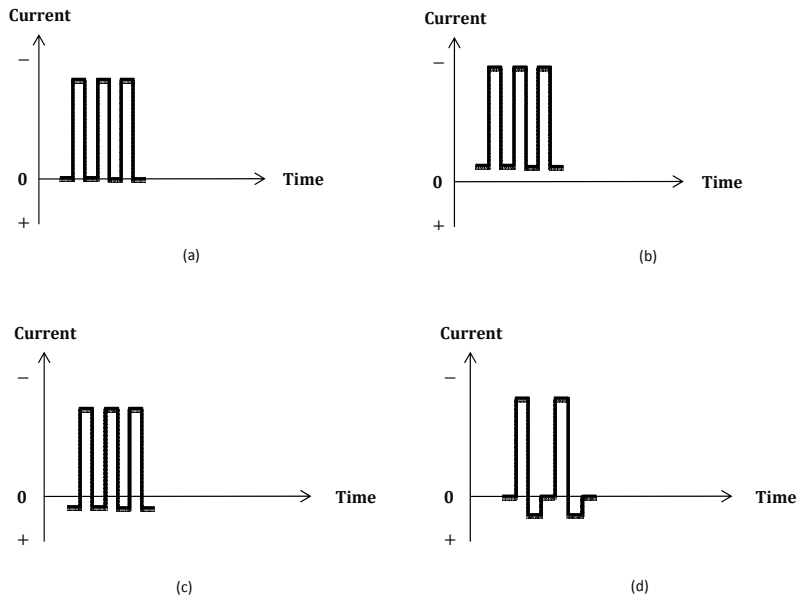 Current
−
0
Time
+
(a)
Current
−
0
Time
+
(b)
Current
−
0
Time
+
(c)
Current
−
0
Time
+
(d)